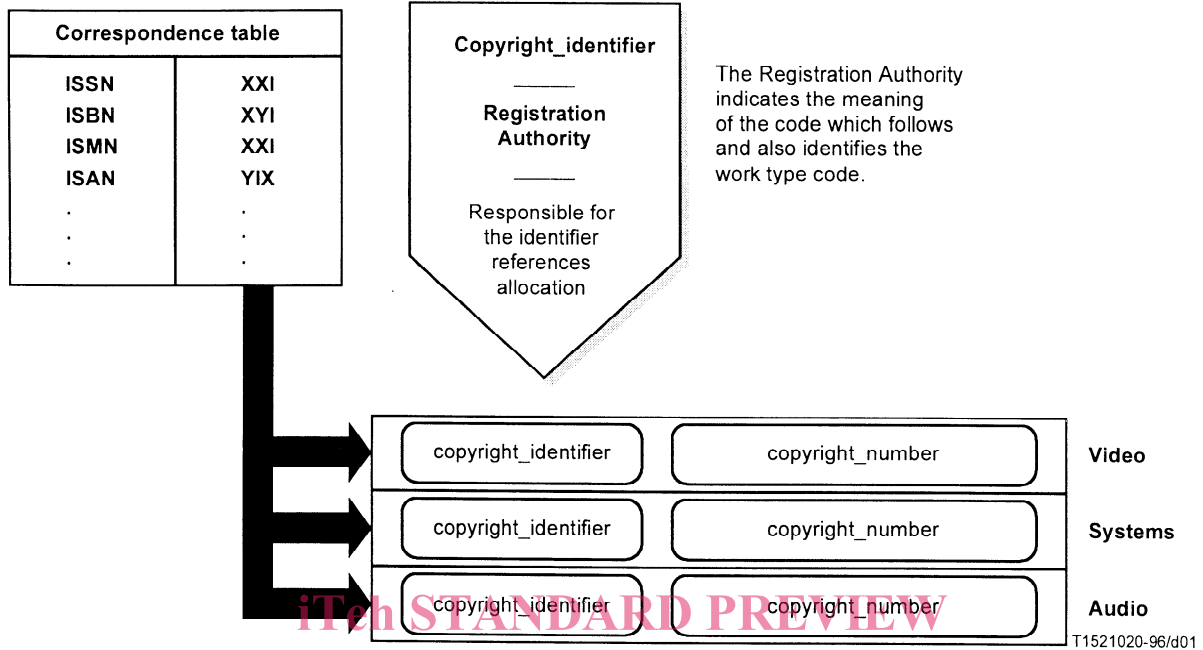 Correspondence table
ISSN XXI
ISBN XYI
ISMN XXI
ISAN YIX
. .
. .
. .
Copyright_identifier
Registration
Authority
Responsible for
the identifier
references
allocation
The Registration Authority
indicates the meaning
of the code which follows
and also identifies the
work type code.
copyright_identifier copyright_number Video
copyright_identifier copyright_number Systems
copyright_identifier copyright_number Audio
iTeh STANDARD PREVIEW
T1521020-96/d01